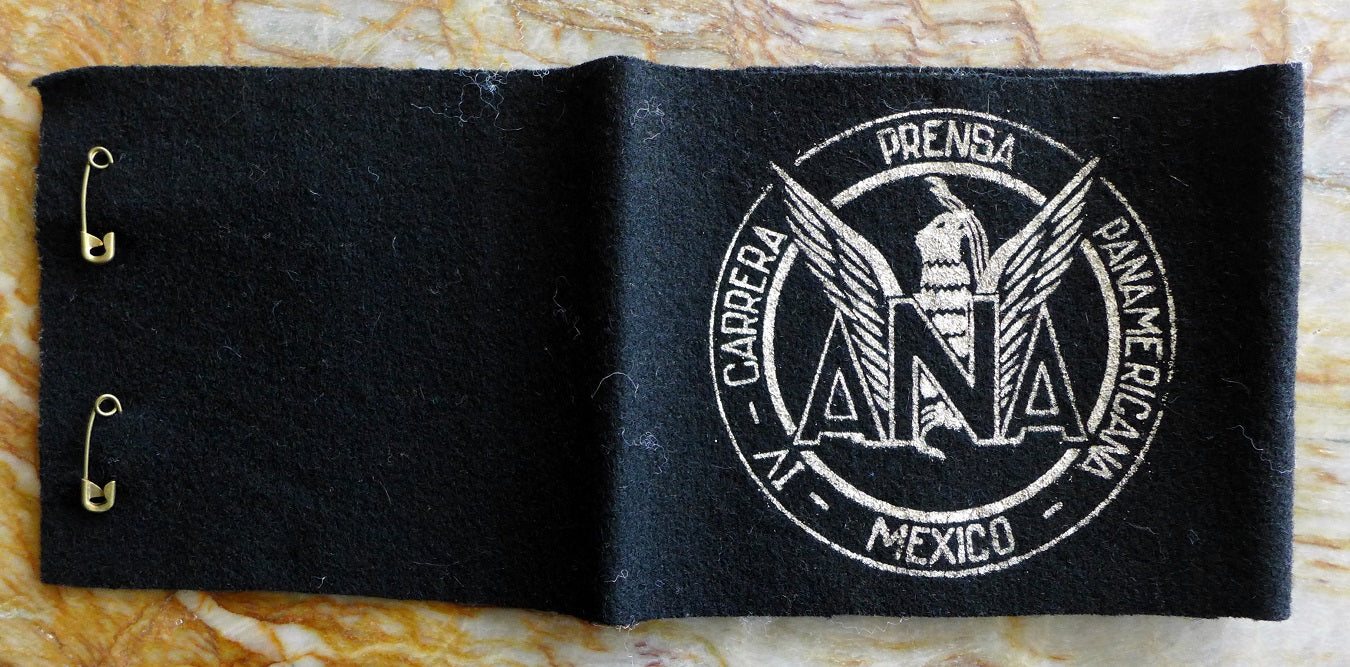 PRENSA
- IV - CARRERA PANAMERICANA -
MEXICO
ANA